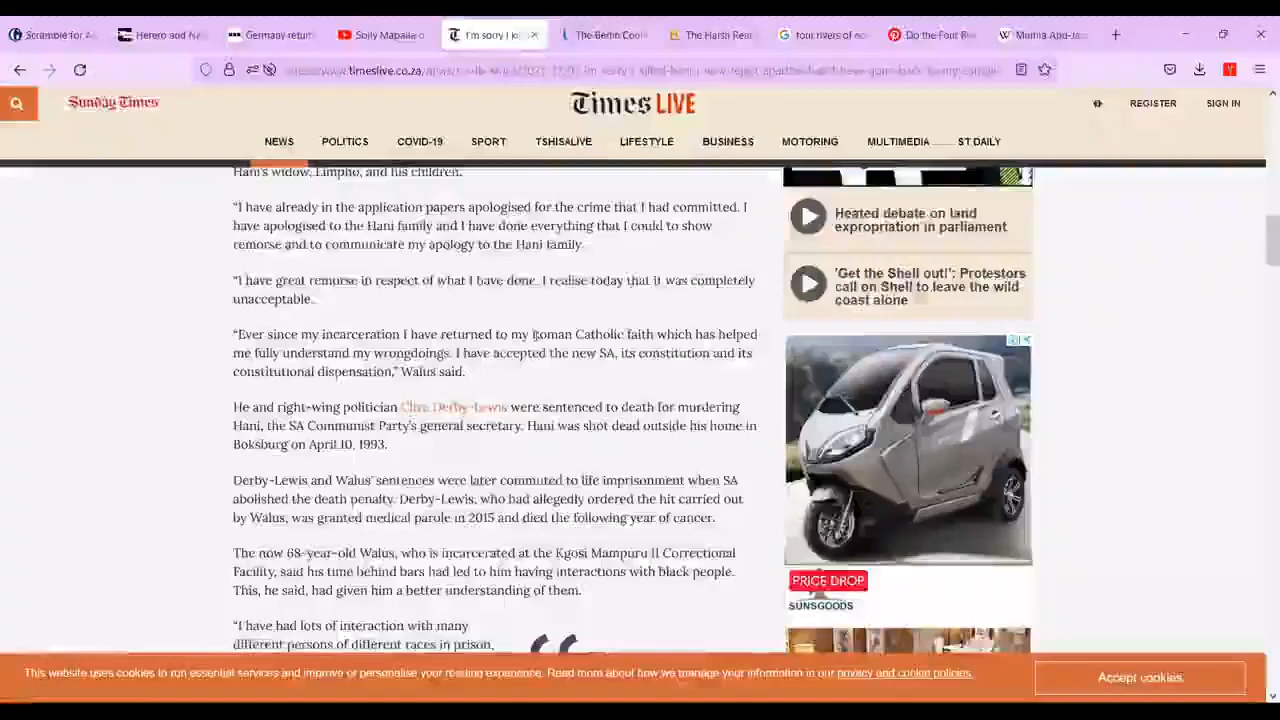 Scramble for A
Herero and Na
Germany return
Solly Mapaila o
I'm sorry I k
The Berlin Con
The Harsh Rea
four rivers of
Do the Four Ri
Mumia Abu-Ja
www.timeslive.co.za
Sunday Times
Times LIVE
REGISTER
SIGN IN
NEWS
POLITICS
COVID-19
SPORT
TSHISALIVE
LIFESTYLE
BUSINESS
MOTORING
MULTIMEDIA
ST DAILY
Hani's widow, Limpho, and his children.
“I have already in the application papers apologised for the crime that I had committed. I
have apologised to the Hani family and I have done everything that I could to show
remorse and to communicate my apology to the Hani family.
“I have great remorse in respect of what I have done. I realise today that it was completely
unacceptable.
“Ever since my incarceration I have returned to my Roman Catholic faith which has helped
me fully understand my wrongdoings. I have accepted the new SA, its constitution and its
constitutional dispensation,” Walus said.
He and right-wing politician Clive Derby-Lewis were sentenced to death for murdering
Hani, the SA Communist Party's general secretary. Hani was shot dead outside his home in
Boksburg on April 10, 1993.
Derby-Lewis and Walus' sentences were later commuted to life imprisonment when SA
abolished the death penalty. Derby-Lewis, who had allegedly ordered the hit carried out
by Walus, was granted medical parole in 2015 and died the following year of cancer.
The now 68-year-old Walus, who is incarcerated at the Kgosi Mampuru II Correctional
Facility, said his time behind bars had led to him having interactions with black people.
This, he said, had given him a better understanding of them.
“I have had lots of interaction with many
different persons of different races in prison,
Heated debate on land
expropriation in parliament
'Get the Shell out!': Protestors
call on Shell to leave the wild
coast alone
PRICE DROP
SUNSGOODS
This website uses cookies to run essential services and improve or personalise your reading experience. Read more about how we manage your information in our privacy and cookie policies.
Accept cookies.